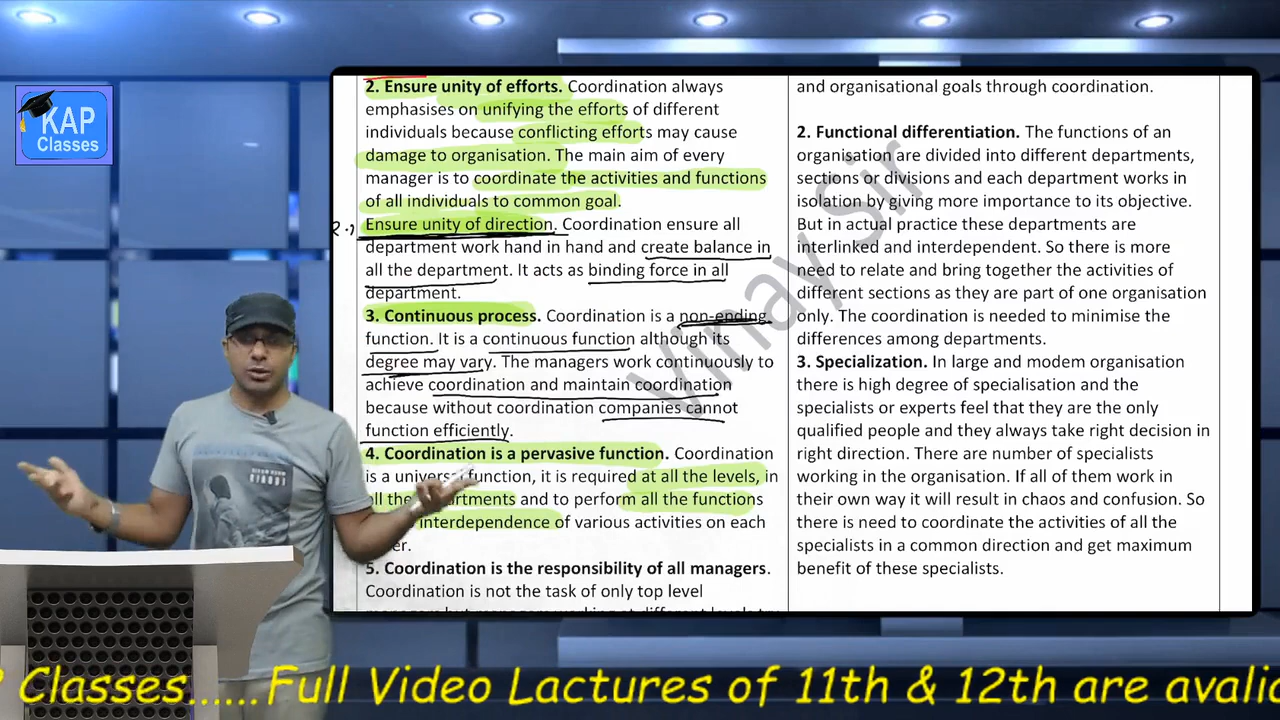 KAP
Classes
2. Ensure unity of efforts. Coordination always
emphasises on unifying the efforts of different
individuals because conflicting efforts may cause
damage to organisation. The main aim of every
manager is to coordinate the activities and functions
of all individuals to common goal.
2.1
Ensure unity of direction. Coordination ensure all
department work hand in hand and create balance in
all the department. It acts as binding force in all
department.
3. Continuous process. Coordination is a non-ending
function. It is a continuous function although its
degree may vary. The managers work continuously to
achieve coordination and maintain coordination
because without coordination companies cannot
function efficiently.
4. Coordination is a pervasive function. Coordination
is a function, it is required at all the levels, in
and to perform all the functions
interdependence of various activities on each
5. Coordination is the responsibility of all managers.
Coordination is not the task of only top level
and organisational goals through coordination.
2. Functional differentiation. The functions of an
organisation are divided into different departments,
sections or divisions and each department works in
isolation by giving more importance to its objective.
But in actual practice these departments are
interlinked and interdependent. So there is more
need to relate and bring together the activities of
different sections as they are part of one organisation
only. The coordination is needed to minimise the
differences among departments.
3. Specialization. In large and modem organisation
there is high degree of specialisation and the
specialists or experts feel that they are the only
qualified people and they always take right decision in
right direction. There are number of specialists
working in the organisation. If all of them work in
their own way it will result in chaos and confusion. So
there is need to coordinate the activities of all the
specialists in a common direction and get maximum
benefit of these specialists.
Vinay Sir
Classes......Full Video Lactures of 11th & 12th are avalia